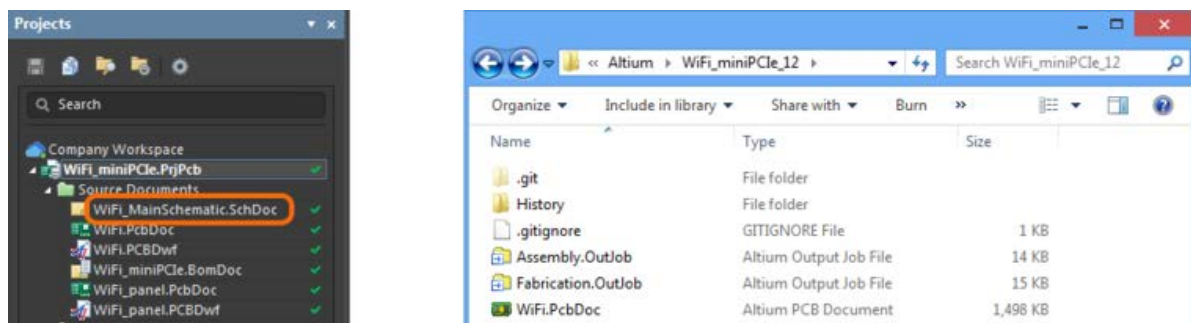 Projects
Search
Company Workspace
WiFi_miniPCIe.PrjPcb
Source Documents
WiFi_MainSchematic.SchDoc
WiFi.PcbDoc
WiFi.PCBDwf
WiFi_miniPCIe.BomDoc
WiFi_panel.PcbDoc
WiFi_panel.PCBDwf
« Altium WiFi_miniPCIe_12 Search WiFi_miniPCIe_12
Organize Include in library Share with Burn »
Name Type Size
.git File folder
History File folder
.gitignore GITIGNORE File 1 KB
Assembly.OutJob Altium Output Job File 14 KB
Fabrication.OutJob Altium Output Job File 15 KB
WiFi.PcbDoc Altium PCB Document 1,498 KB